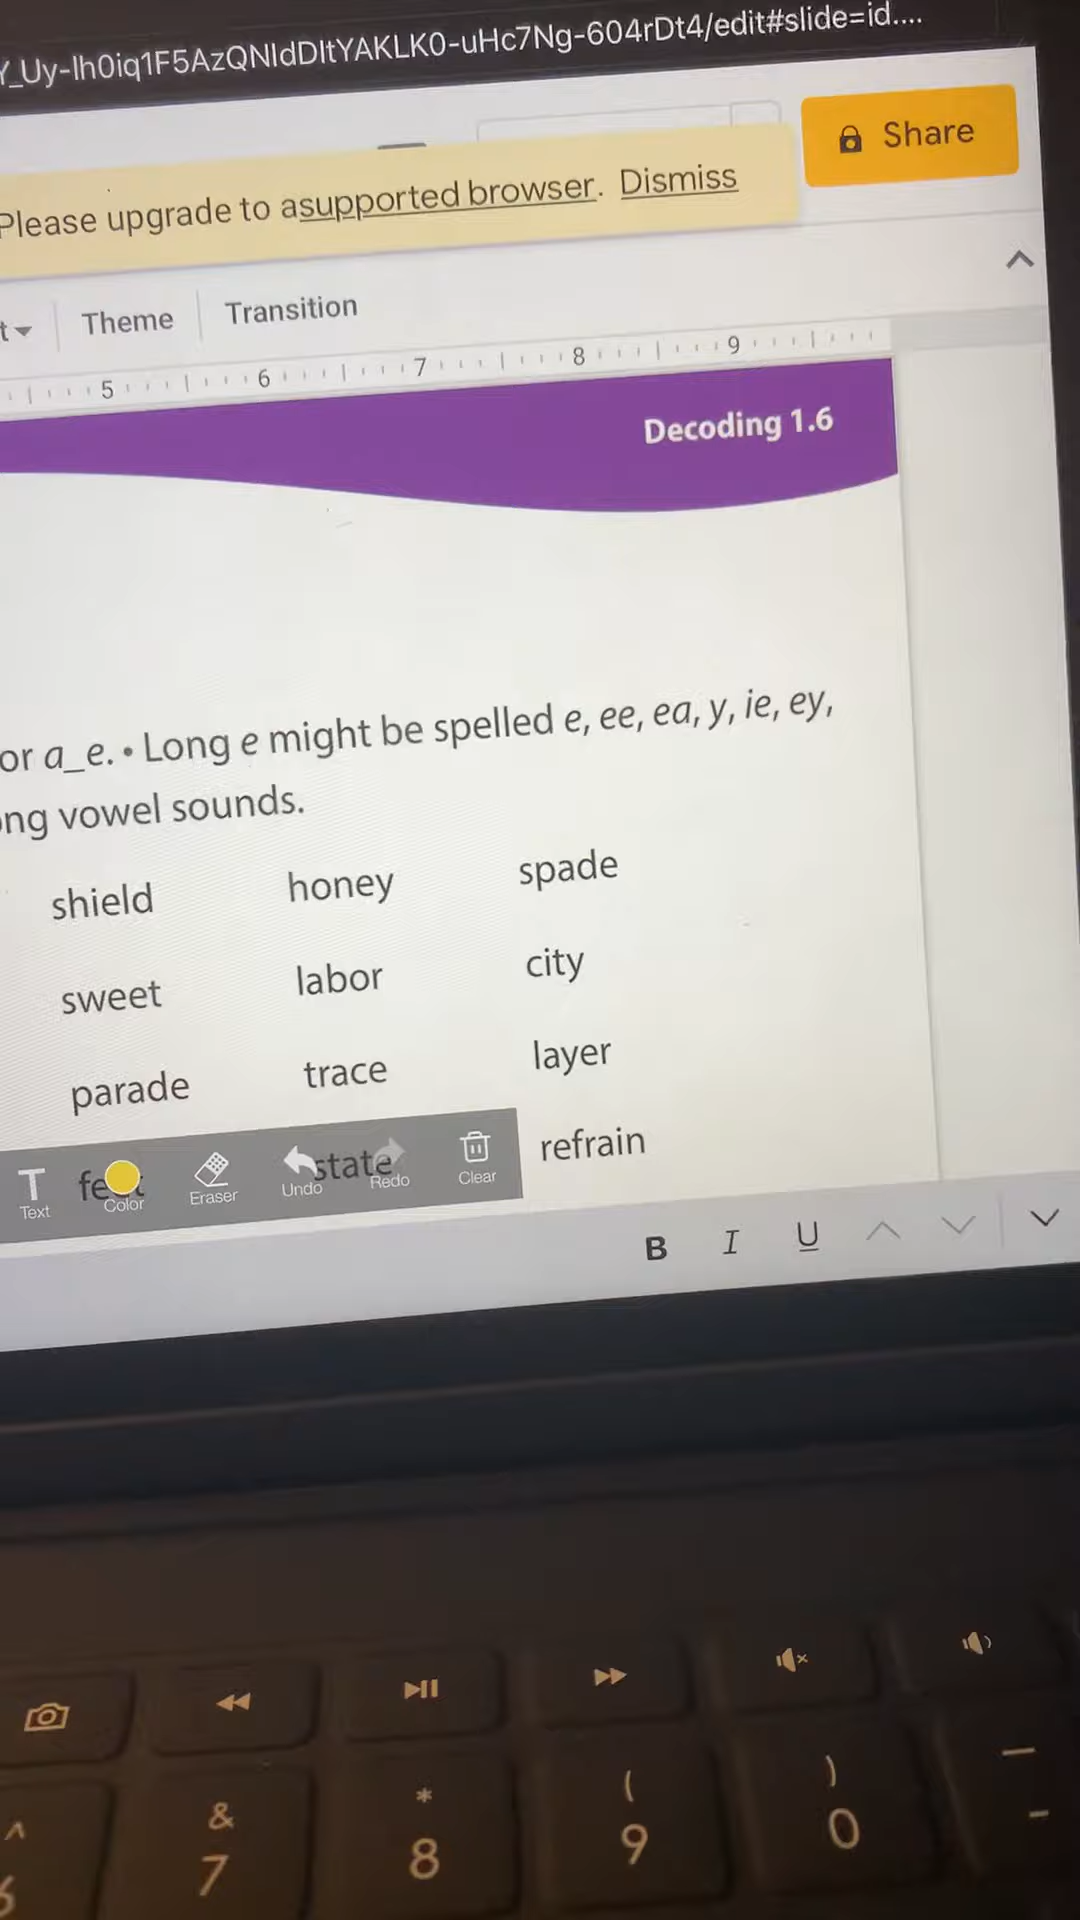 Y_Uy-Ih0iq1F5AzQNIdDItYAKLK0-uHc7Ng-604rDt4/edit#slide=id....
Share
Please upgrade to asupported browser. Dismiss
Theme Transition
5 6 7 8 9
Decoding 1.6
or a_e. • Long e might be spelled e, ee, ea, y, ie, ey,
ng vowel sounds.
shield honey spade
sweet labor city
parade trace layer
state refrain
Text Color Eraser Undo Redo Clear
B I U
& * ( ) —
7 8 9 0 -